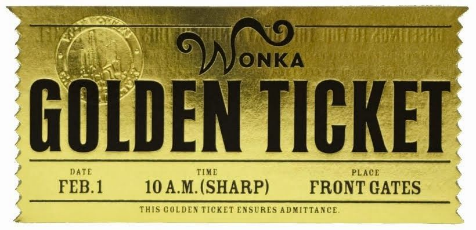 WONKA
GOLDEN TICKET
DATE TIME PLACE
FEB.1 10 A.M.(SHARP) FRONT GATES
THIS GOLDEN TICKET ENSURES ADMITTANCE.